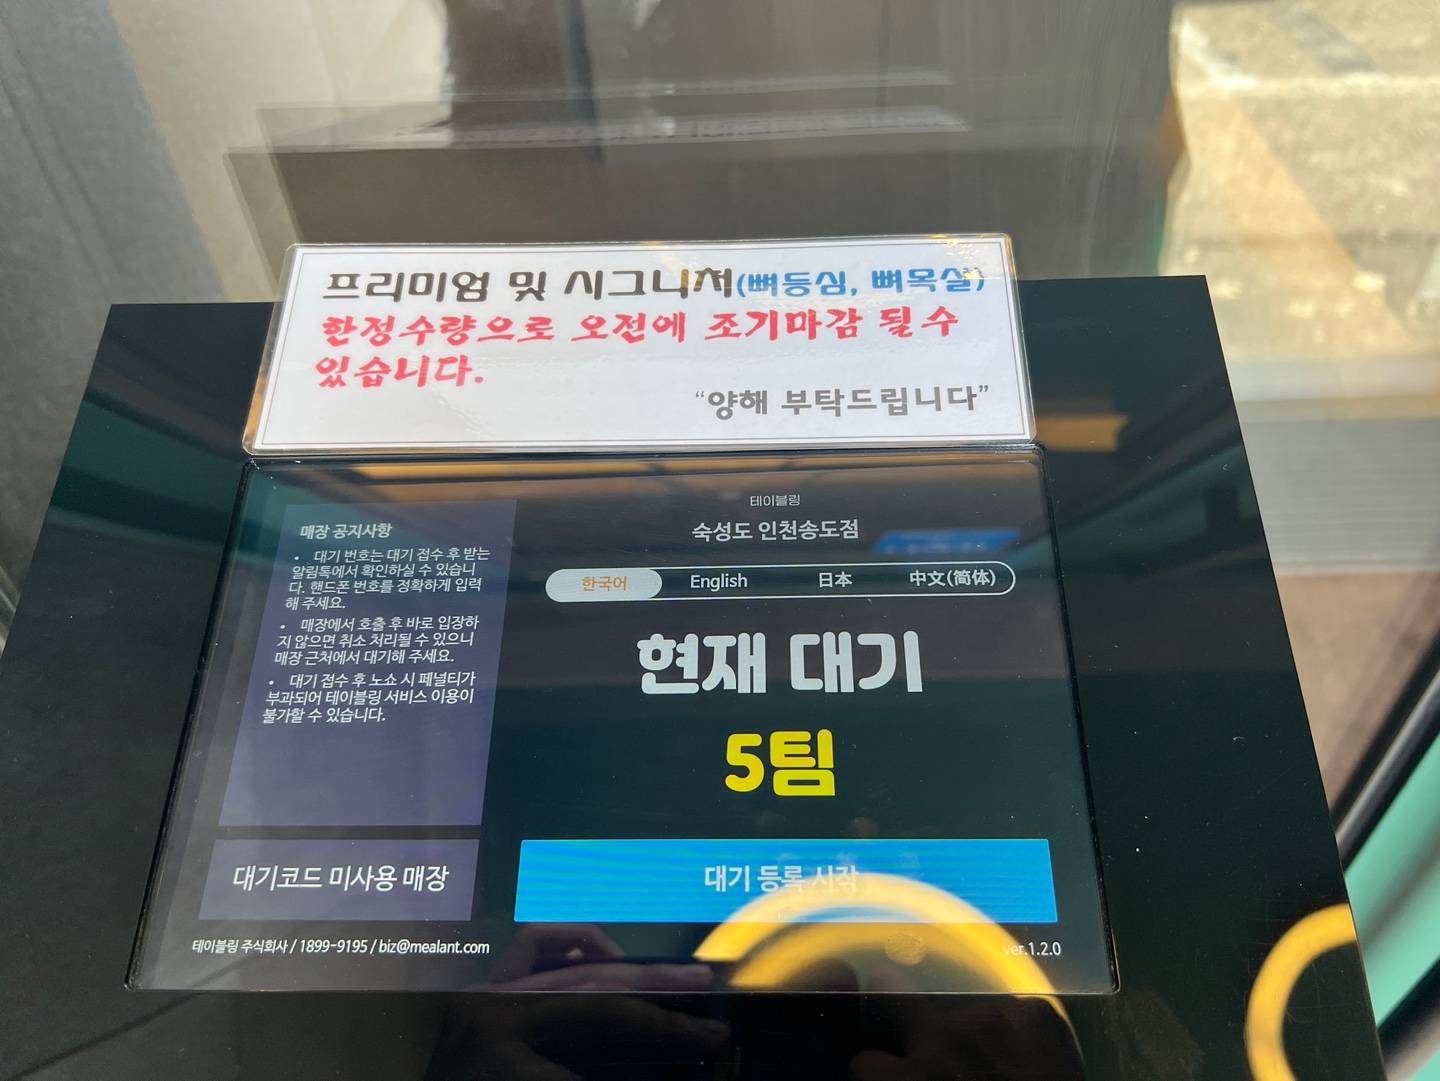 프리미엄 및 시그니처(뼈등심, 뼈목살)
한정수량으로 오전에 조기마감 될수
있습니다.
“양해 부탁드립니다”
테이블링
숙성도 인천송도점
한국어 English 日本 中文(简体)
현재 대기
5팀
대기 등록 시작
매장 공지사항
• 대기 번호는 대기 접수 후 받는
알림톡에서 확인하실 수 있습니
다. 핸드폰 번호를 정확하게 입력
해 주세요.
• 매장에서 호출 후 바로 입장하
지 않으면 취소 처리될 수 있으니
매장 근처에서 대기해 주세요.
• 대기 접수 후 노쇼 시 페널티가
부과되어 테이블링 서비스 이용이
불가할 수 있습니다.
대기코드 미사용 매장
테이블링 주식회사 / 1899-9195 / biz@mealant.com
ver.1.2.0